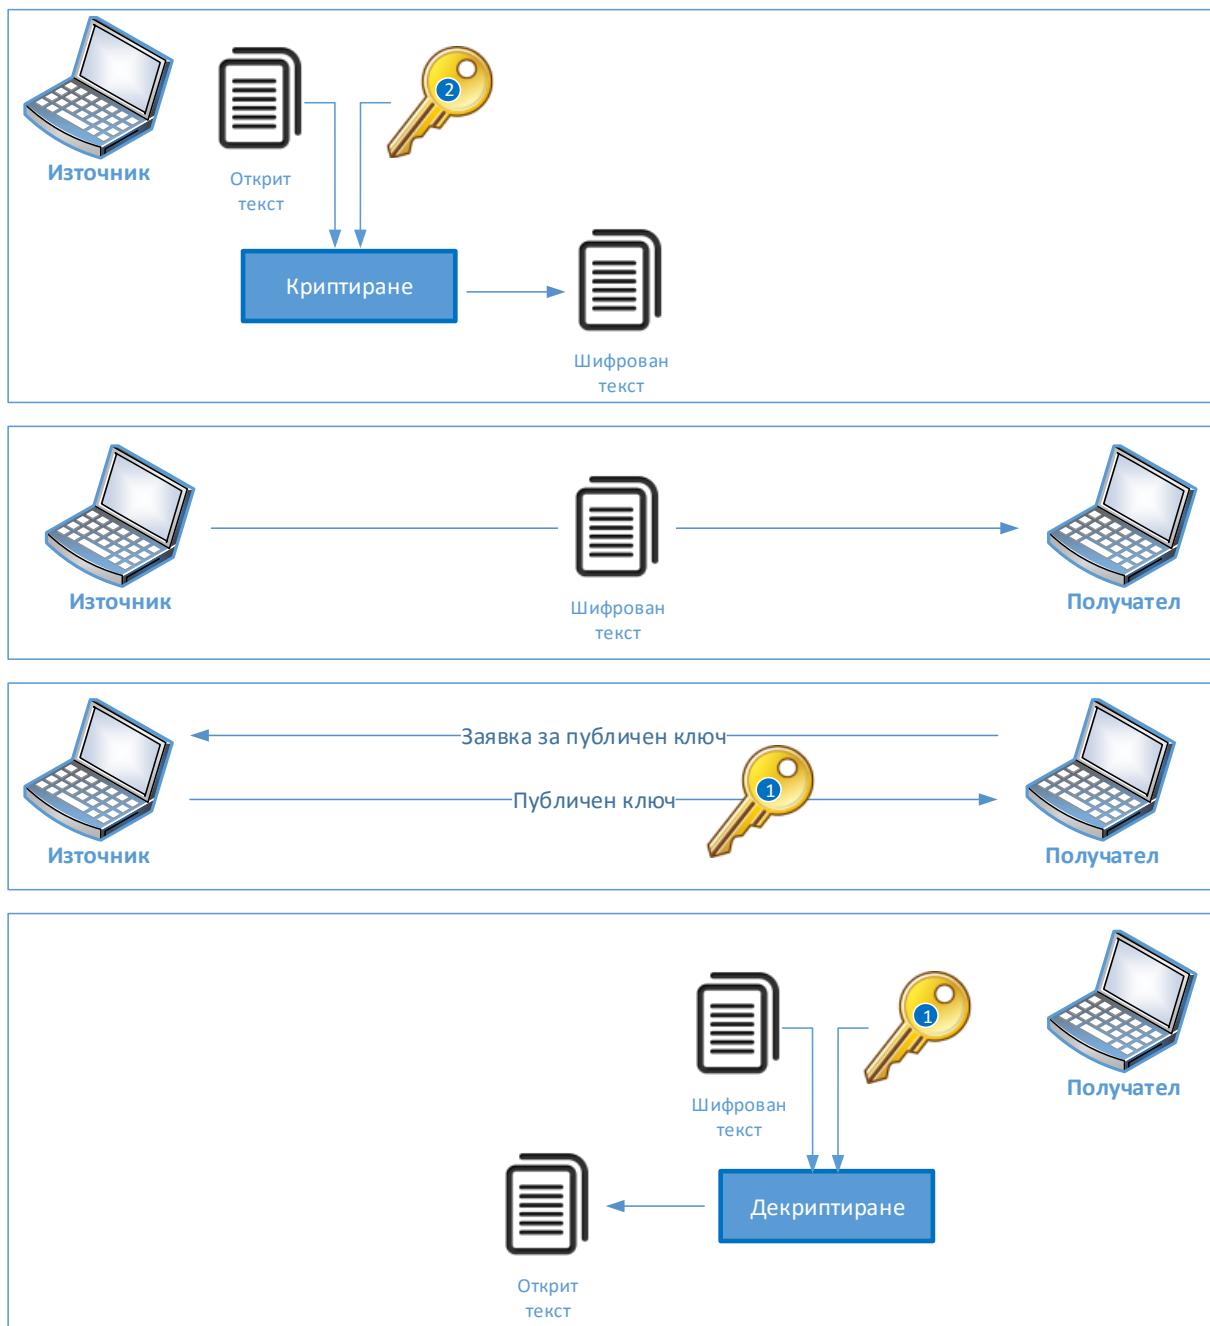 2
Източник
Открит
текст
Криптиране
Шифрован
текст
Източник
Шифрован
текст
Получател
Заявка за публичен ключ
1
Публичен ключ
Източник
Получател
1
Шифрован
текст
Получател
Декриптиране
Открит
текст